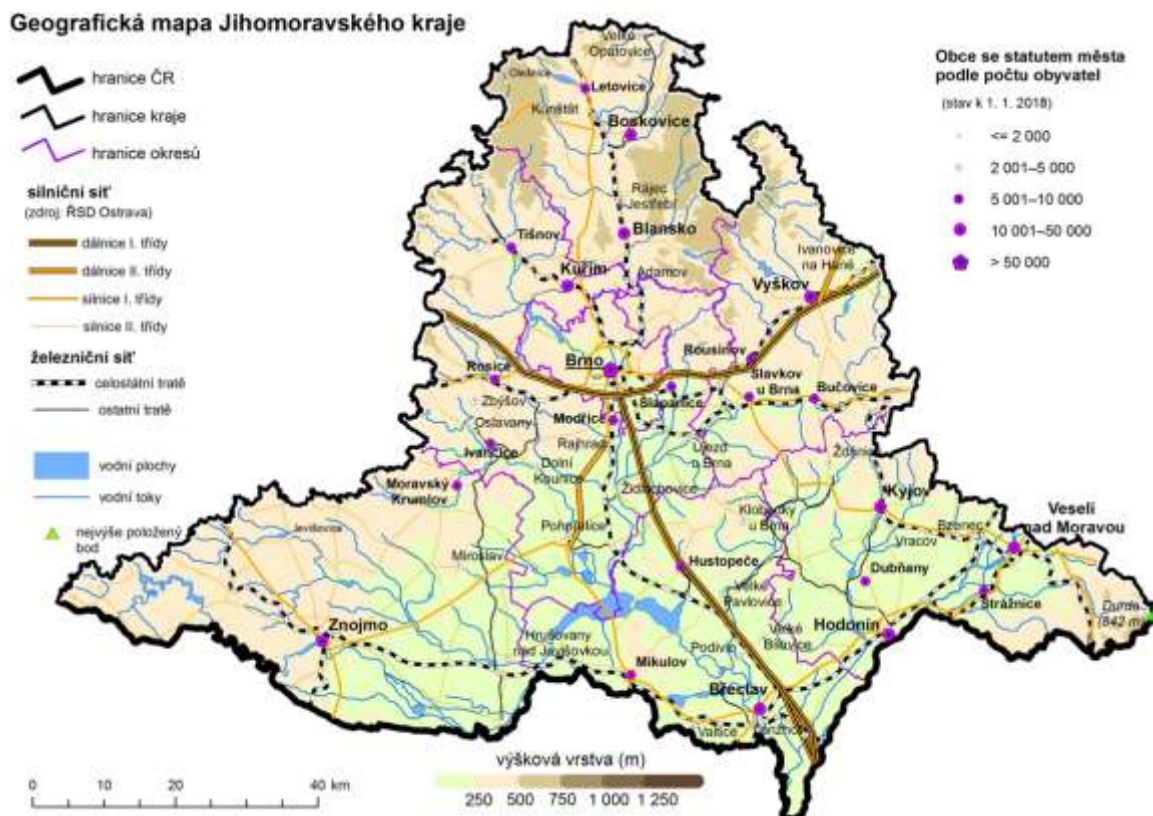 Geografická mapa Jihomoravského kraje
hranice ČR
hranice kraje
hranice okresů
silniční síť
(zdroj: ŘSD Ostrava)
dálnice I. třídy
dálnice II. třídy
silnice I. třídy
silnice II. třídy
železniční síť
celostátní tratě
ostatní tratě
vodní plochy
vodní toky
nejvýše položený
bod
Obce se statutem města
podle počtu obyvatel
(stav k 1. 1. 2018)
<= 2 000
2 001–5 000
5 001–10 000
10 001–50 000
> 50 000
Velké
Opatovice
Olešnice
Letovice
Kunštát
Boskovice
Rájec
Jestřebí
Blansko
Tišnov
Ivanovice
na Hané
Kuřim
Adamov
Vyškov
Brno
Rousínov
Rosice
Slavkov
u Brna
Bučovice
Zbýšov
Šlapanice
Modřice
Oslavany
Rajhrad
Ivančice
Újezd
u Brna
Ždánice
Dolní
Kounice
Moravský
Krumlov
Židlochovice
Kyjov
Klobouky
u Brna
Veselí
nad Moravou
Bzenec
Vracov
Jevišovice
Pohořelice
Miroslav
Hustopeče
Dubňany
Velké
Pavlovice
Strážnice
Durda
(842 m)
Znojmo
Hodonín
Hrušovany
nad Jevišovkou
Velké
Bílovice
Podivín
Mikulov
Břeclav
Valtice
Lanžhot
výšková vrstva (m)
250 500 750 1 000 1 250
0 10 20 40 km